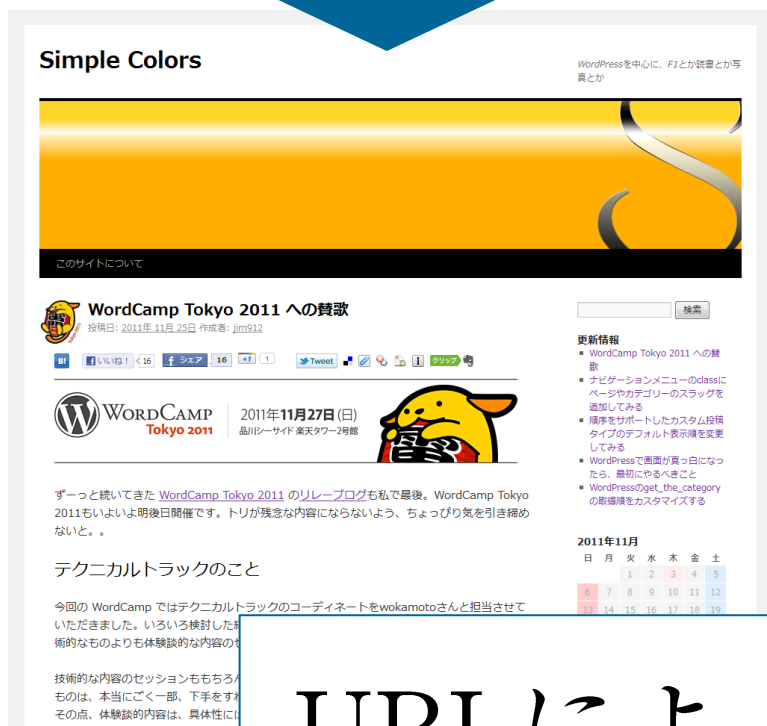 Simple Colors
WordPressを中心に、F1とか読書とか写
真とか
このサイトについて
WordCamp Tokyo 2011 への賛歌
投稿日: 2011年 11月 25日 作成者: jim912
B!
いいね！ 16
シェア 16
+1 1
Tweet
クリップ
WORDCAMP
Tokyo 2011
2011年11月27日(日)
品川シーサイド 楽天タワー2号館
ずーっと続いてきた WordCamp Tokyo 2011 のリレーブログも私で最後。WordCamp Tokyo
2011もいよいよ明後日開催です。トリが残念な内容にならないよう、ちょっぴり気を引き締め
ないと。。
テクニカルトラックのこと
今回の WordCamp ではテクニカルトラックのコーディネートをwokamotoさんと担当させて
いただきました。いろいろ検討した
術的なものよりも体験談的な内容の
技術的な内容のセッションももちろん
ものは、本当にごく一部、下手をすれ
その点、体験談的内容は、具体性に
検索
更新情報
WordCamp Tokyo 2011 への賛
歌
ナビゲーションメニューのclassに
ページやカテゴリーのスラッグを
追加してみる
順序をサポートしたカスタム投稿
タイプのデフォルト表示順を変更
してみる
WordPressで画面が真っ白になっ
たら、最初にやるべきこと
WordPressのget_the_category
の取得順をカスタマイズする
2011年11月
日 月 火 水 木 金 土
1 2 3 4 5
6 7 8 9 10 11 12
13 14 15 16 17 18 19
URLによ